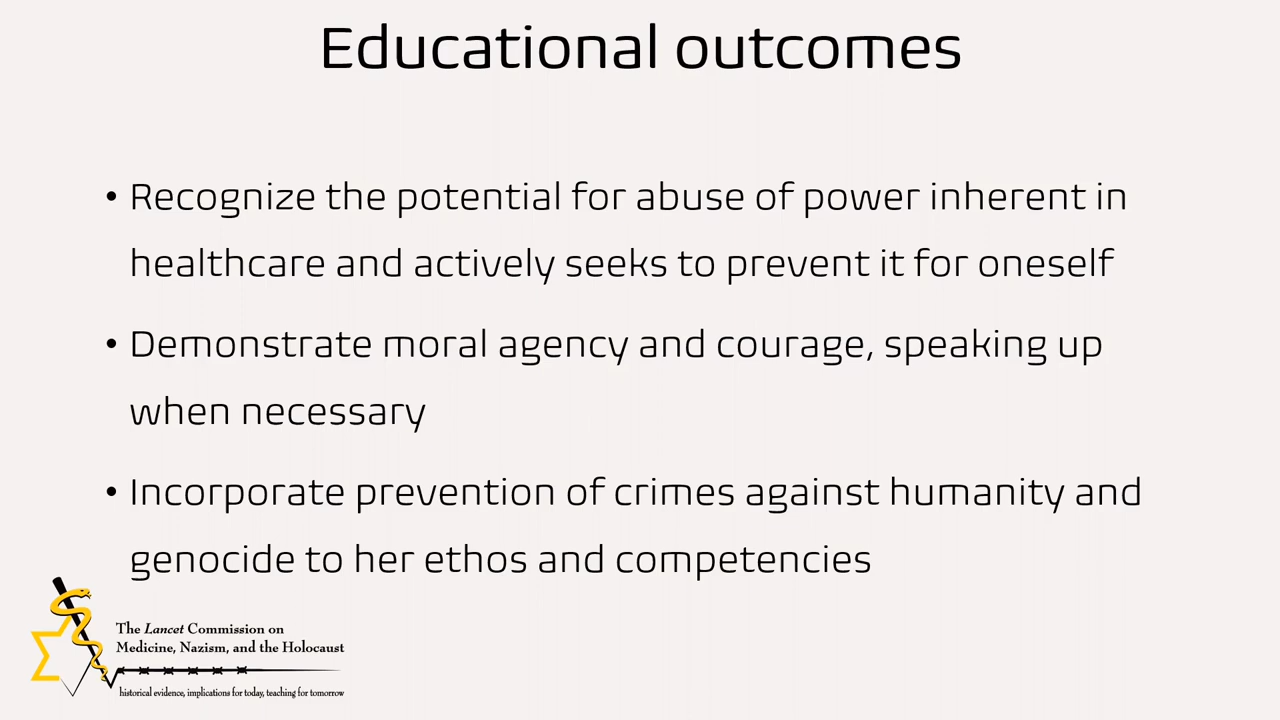 Educational outcomes
• Recognize the potential for abuse of power inherent in
healthcare and actively seeks to prevent it for oneself
• Demonstrate moral agency and courage, speaking up
when necessary
• Incorporate prevention of crimes against humanity and
genocide to her ethos and competencies
The Lancet Commission on
Medicine, Nazism, and the Holocaust
historical evidence, implications for today, teaching for tomorrow